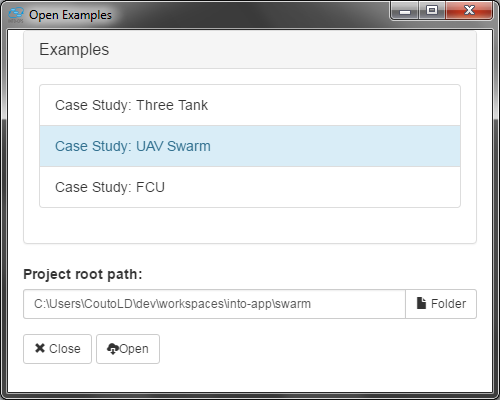 Open Examples
Examples
Case Study: Three Tank
Case Study: UAV Swarm
Case Study: FCU
Project root path:
C:\Users\CoutoLD\dev\workspaces\into-app\swarm Folder
Close Open